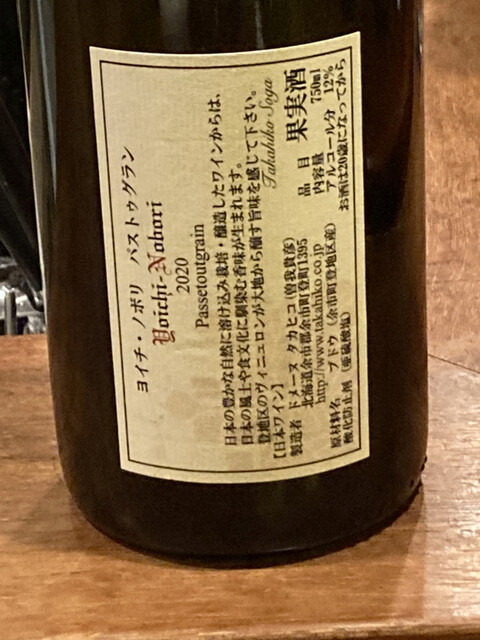 ヨイチ・ノボリ パストゥグラン
Yoichi-Nobori
2020
Passetoutgrain
日本の豊かな自然に溶け込み栽培・醸造したワインからは、
日本の風土や食文化に馴染む香味が生まれます。
登地区のヴィニュロンが大地から醸す旨味を感じて下さい。
Takahiko Soga
【日本ワイン】
製造者 ドメーヌ タカヒコ (曽我貴彦)
北海道余市郡余市町登町1395
http://www.takahiko.co.jp
原材料名 ブドウ (余市町登地区産)
酸化防止剤 (亜硫酸塩)
品目 果実酒
内容量 750ml
アルコール分 12%
お酒は20歳になってから